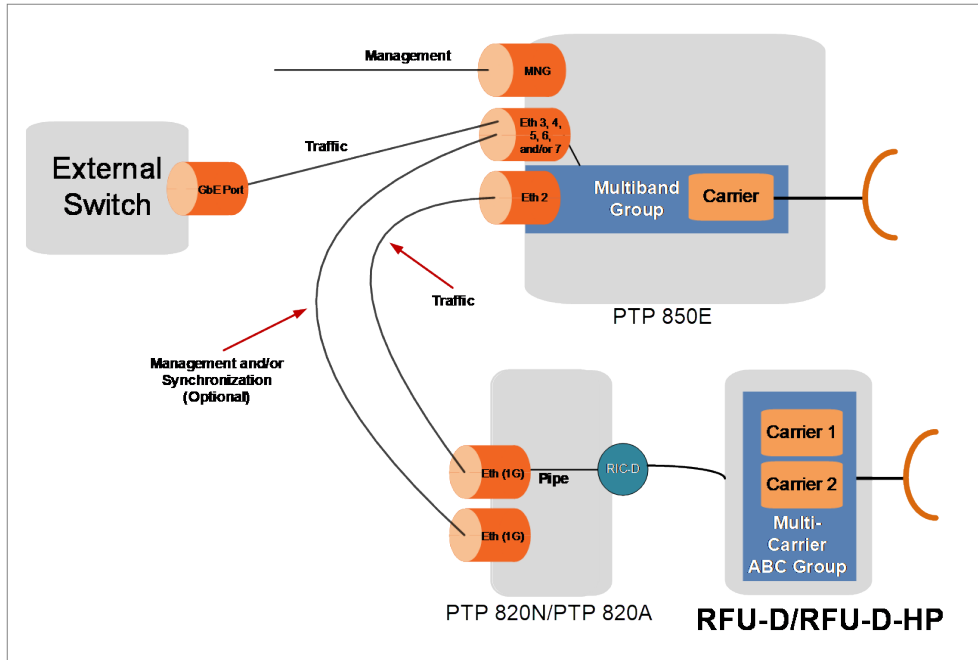 Management
MNG
Eth 3, 4,
5, 6,
and/or 7
Traffic
External
Switch
GbE Port
Eth 2
Multiband
Group
Carrier
Traffic
PTP 850E
Management and/or
Synchronization
(Optional)
Eth (1G)
Pipe
RIC-D
Eth (1G)
Carrier 1
Carrier 2
Multi-
Carrier
ABC Group
PTP 820N/PTP 820A
RFU-D/RFU-D-HP